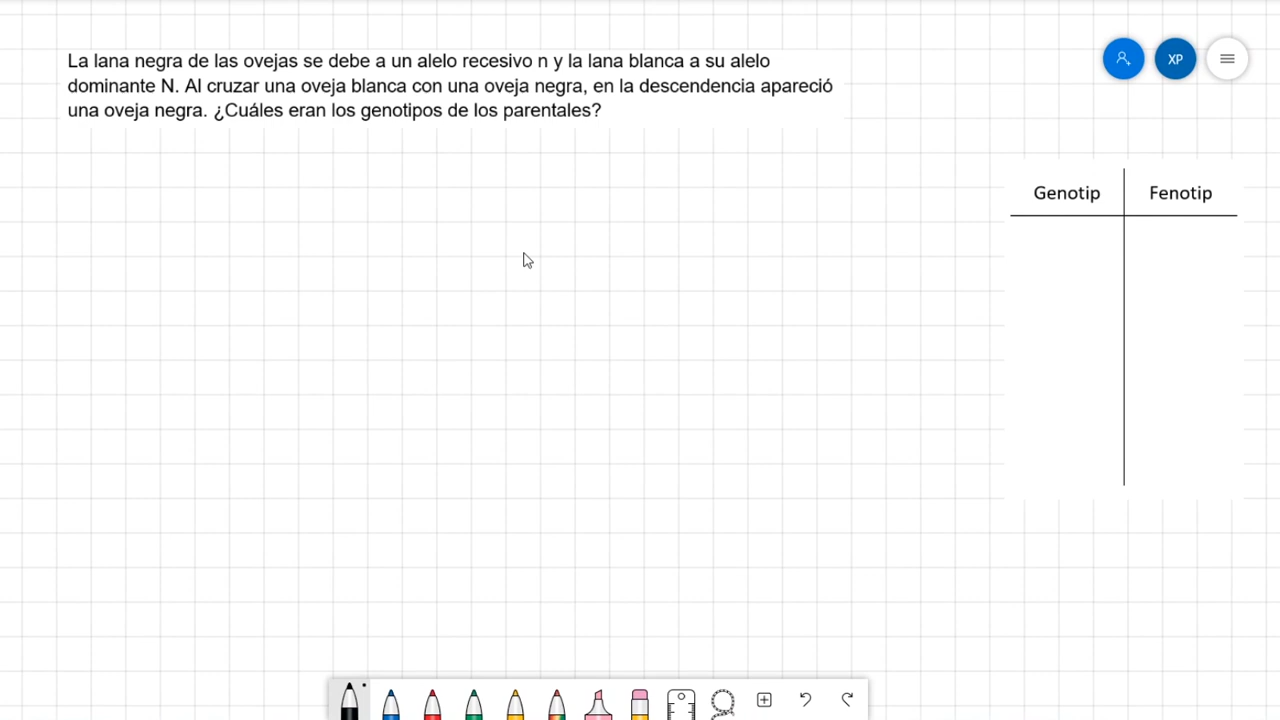 La lana negra de las ovejas se debe a un alelo recesivo n y la lana blanca a su alelo
dominante N. Al cruzar una oveja blanca con una oveja negra, en la descendencia apareció
una oveja negra. ¿Cuáles eran los genotipos de los parentales?
XP
Genotip Fenotip